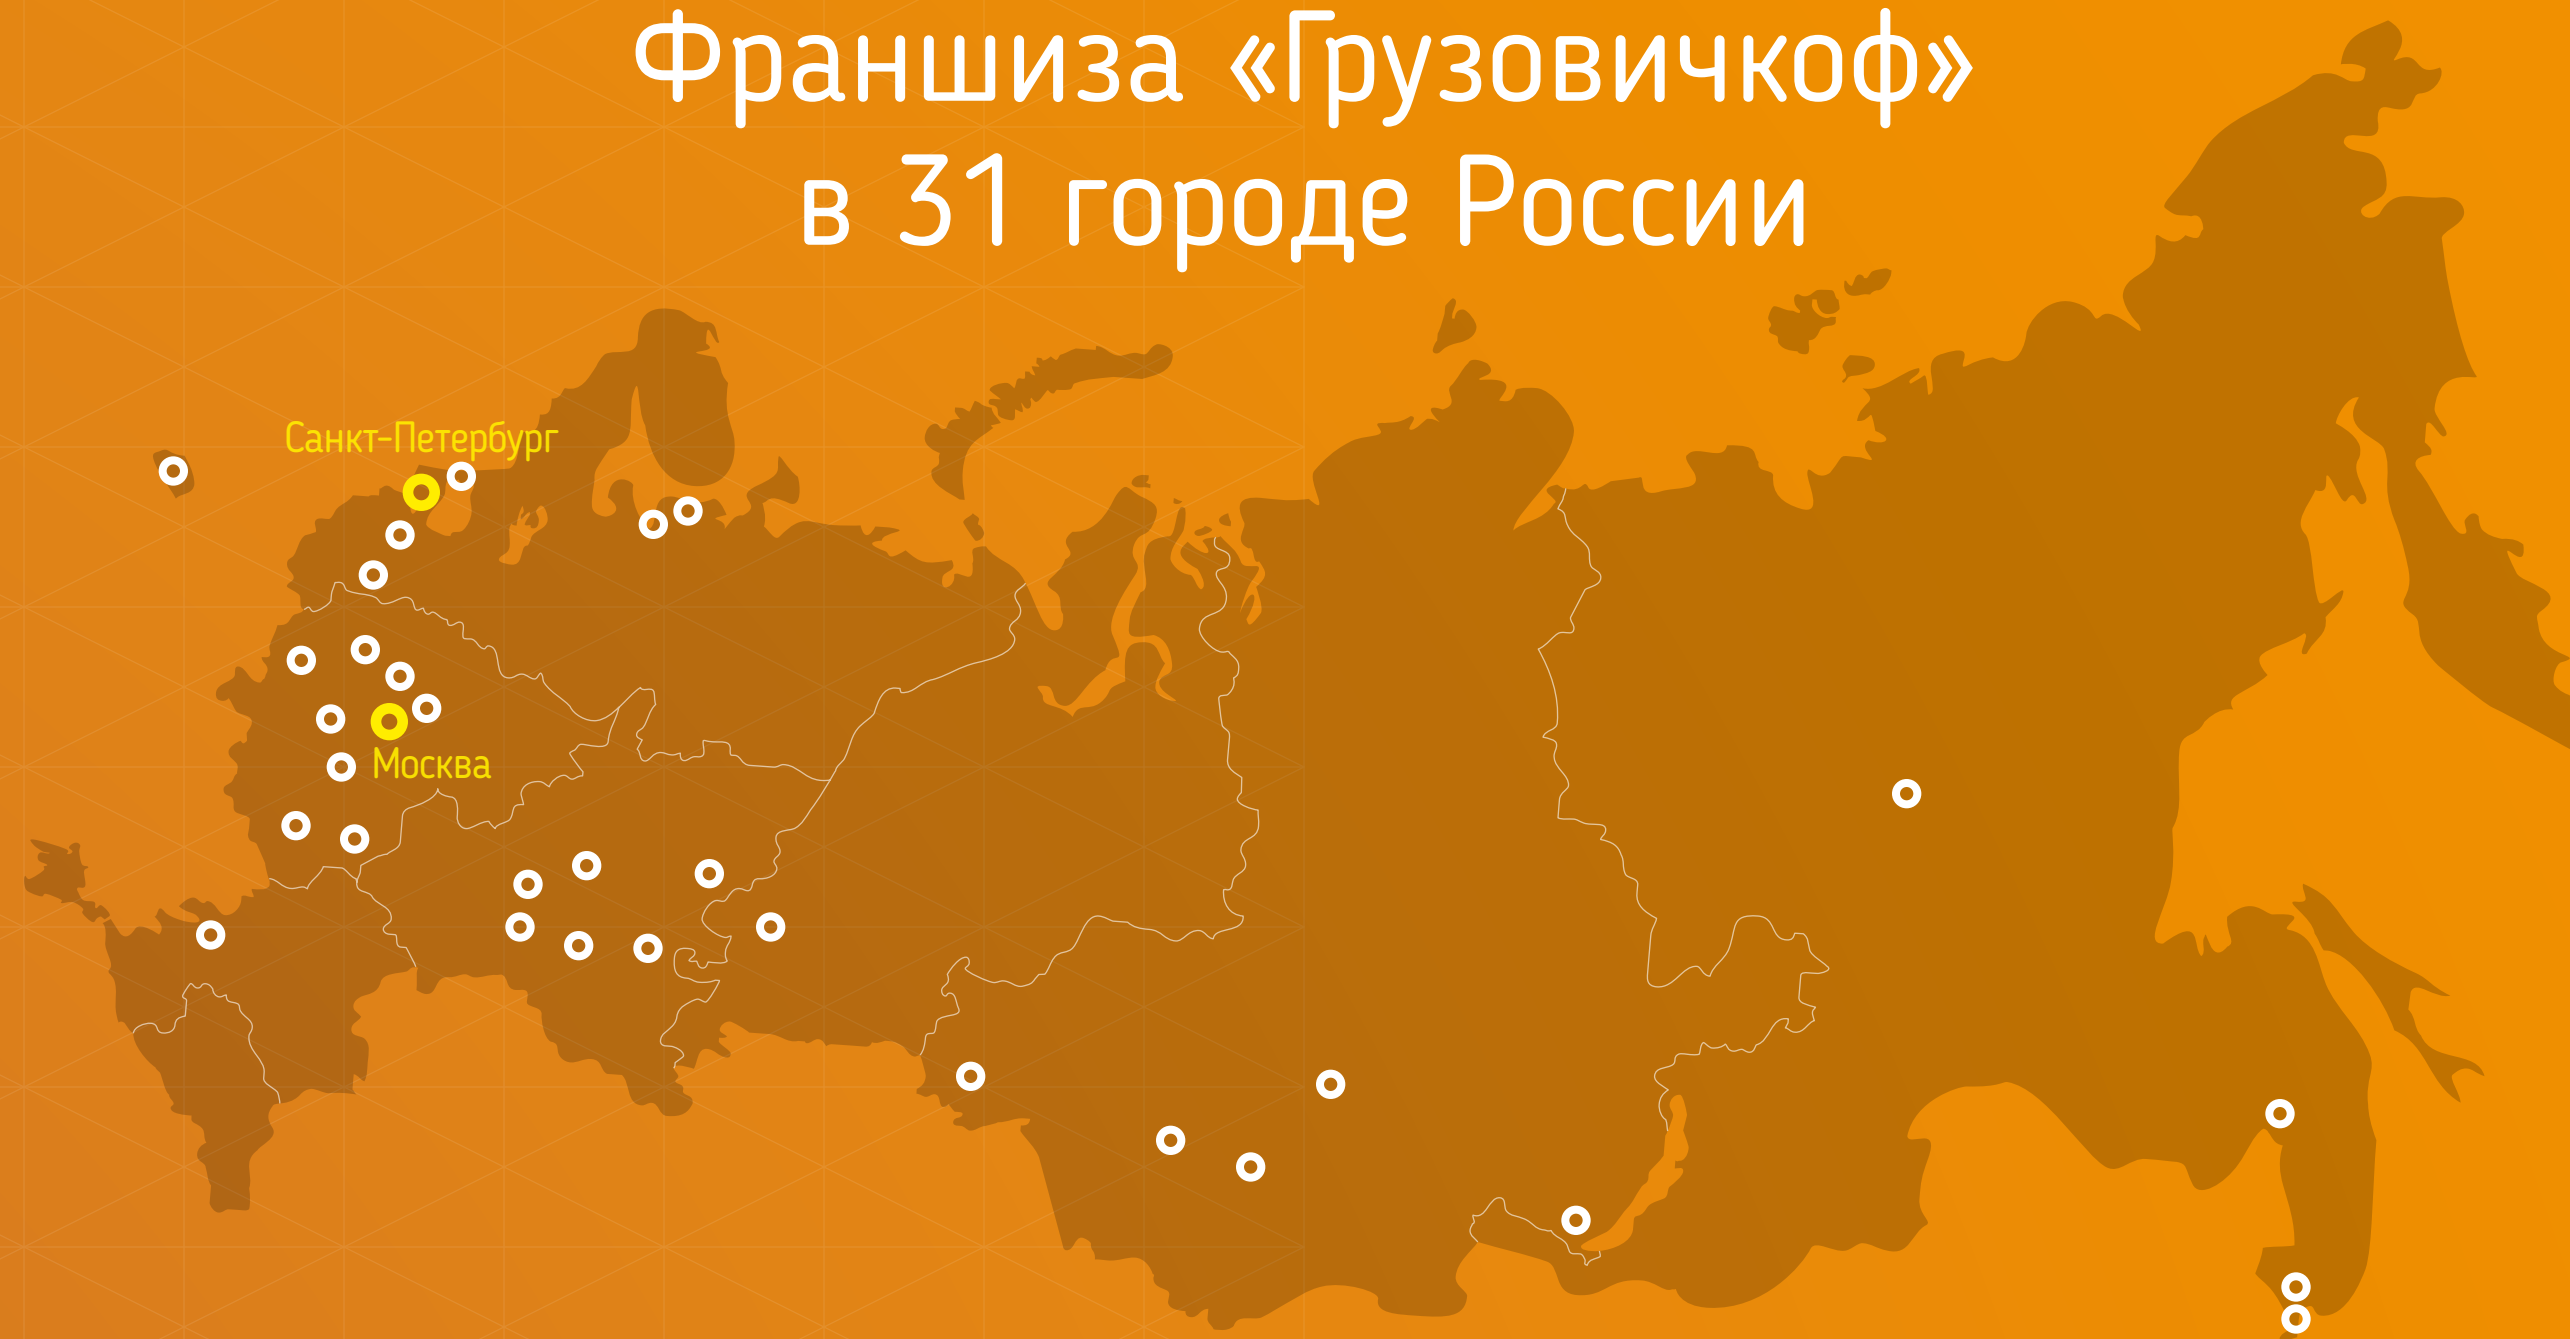 Франшиза «Грузовичкоф»
в 31 городе России
Санкт-Петербург
Москва